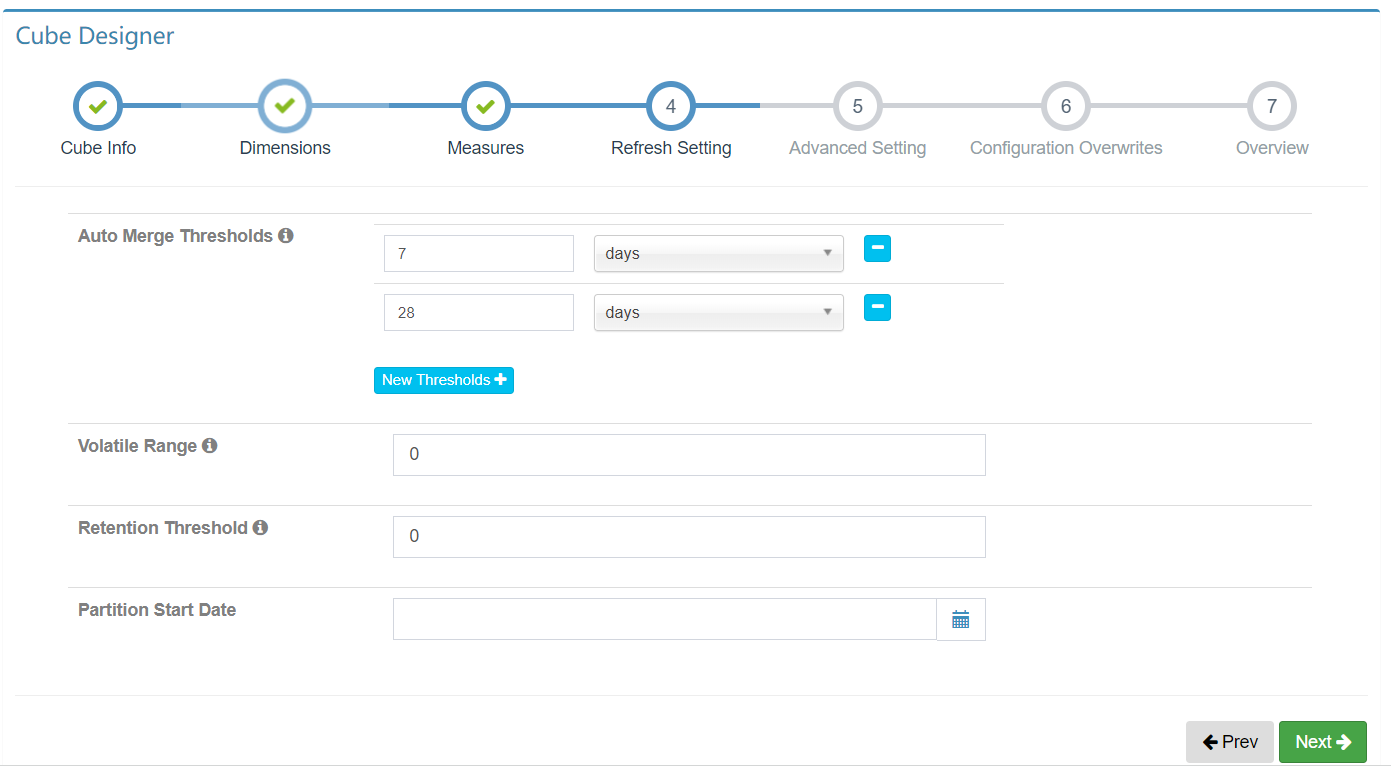 Cube Designer
4 5 6 7
Cube Info Dimensions Measures Refresh Setting Advanced Setting Configuration Overwrites Overview
Auto Merge Thresholds
7 days
28 days
New Thresholds
Volatile Range 0
Retention Threshold 0
Partition Start Date
Prev Next